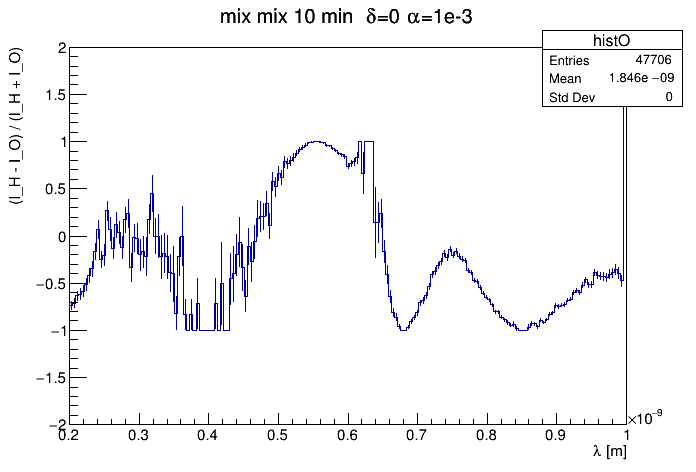 mix mix 10 min δ=0 α=1e-3
histO
Entries 47706
Mean 1.846e-09
Std Dev 0
(I_H - I_O) / (I_H + I_O)
2
1.5
1
0.5
0
−0.5
−1
−1.5
−2
0.2 0.3 0.4 0.5 0.6 0.7 0.8 0.9 1
×10⁻⁹
λ [m]